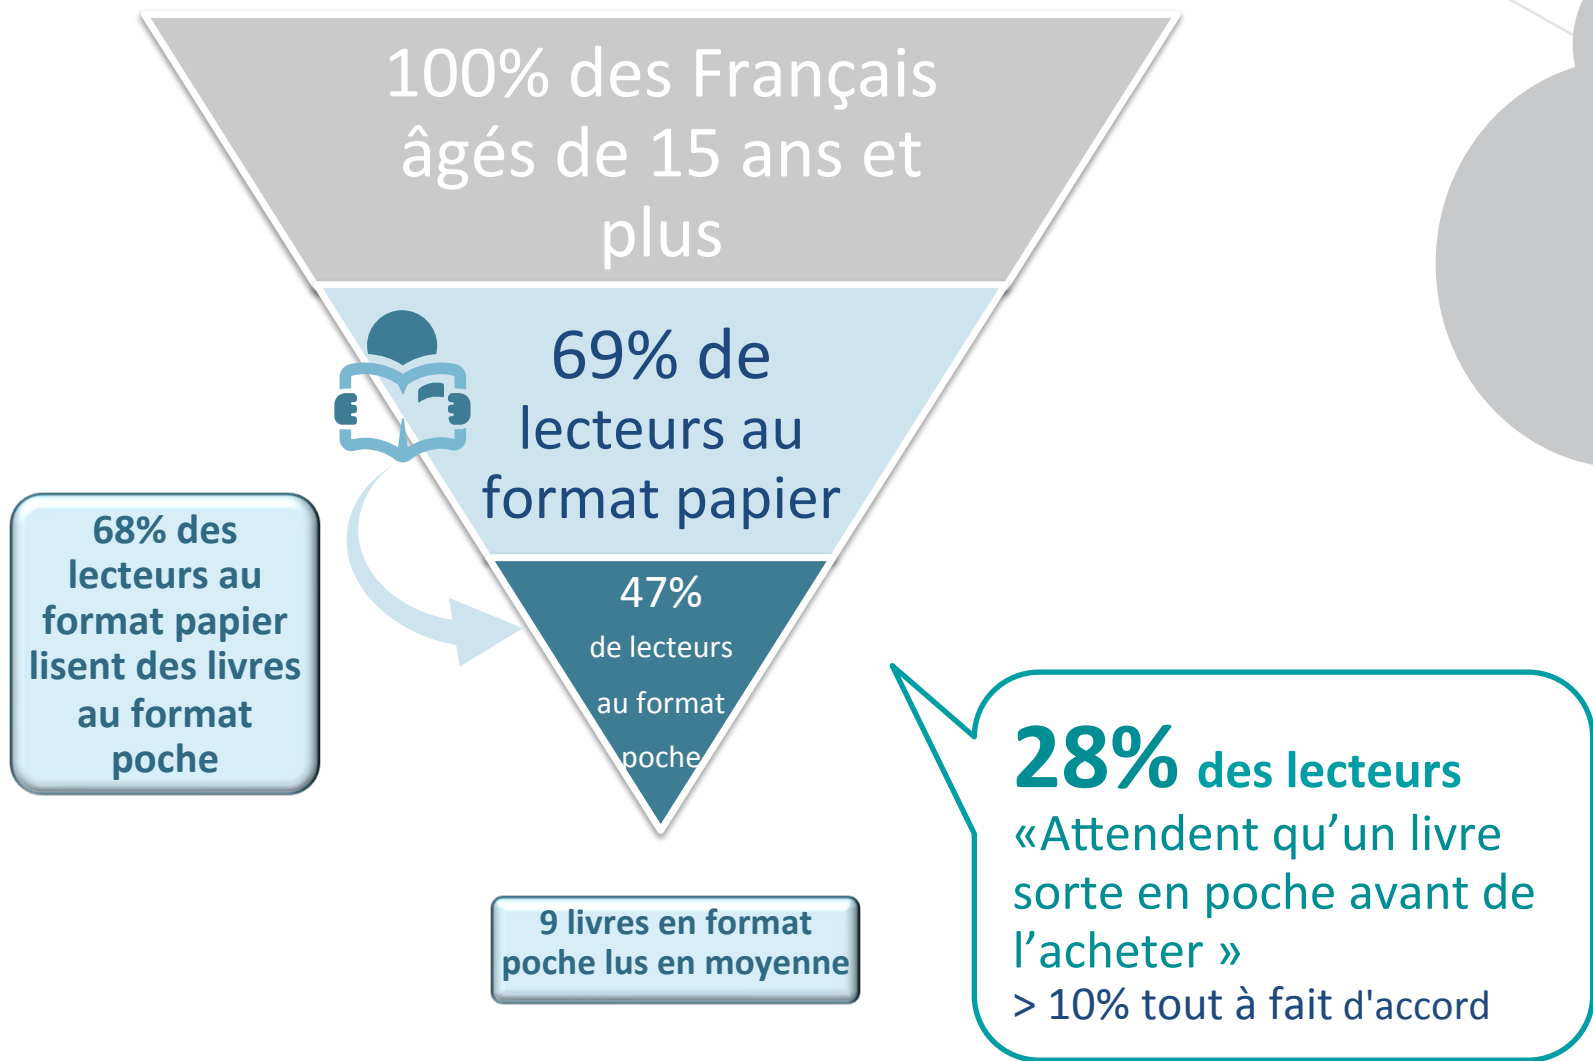 100% des Français
âgés de 15 ans et
plus
69% de
lecteurs au
format papier
68% des
lecteurs au
format papier
lisent des livres
au format
poche
47%
de lecteurs
au format
poche
9 livres en format
poche lus en moyenne
28% des lecteurs
«Attendent qu’un livre
sorte en poche avant de
l’acheter »
> 10% tout à fait d'accord